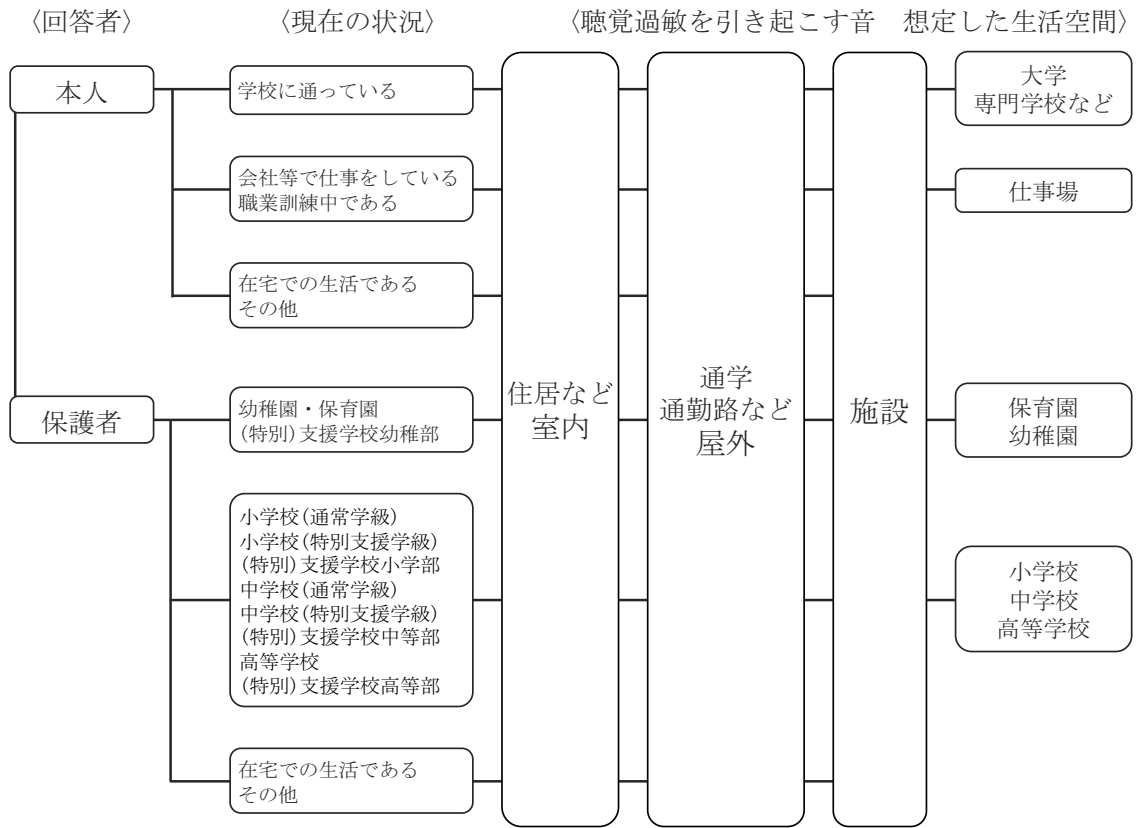 〈回答者〉
〈現在の状況〉
〈聴覚過敏を引き起こす音　想定した生活空間〉
本人
学校に通っている
会社等で仕事をしている
職業訓練中である
在宅での生活である
その他
保護者
幼稚園・保育園
(特別)支援学校幼稚部
小学校(通常学級)
小学校(特別支援学級)
(特別)支援学校小学部
中学校(通常学級)
中学校(特別支援学級)
(特別)支援学校中等部
高等学校
(特別)支援学校高等部
在宅での生活である
その他
住居など
室内
通学
通勤路など
屋外
施設
大学
専門学校など
仕事場
保育園
幼稚園
小学校
中学校
高等学校